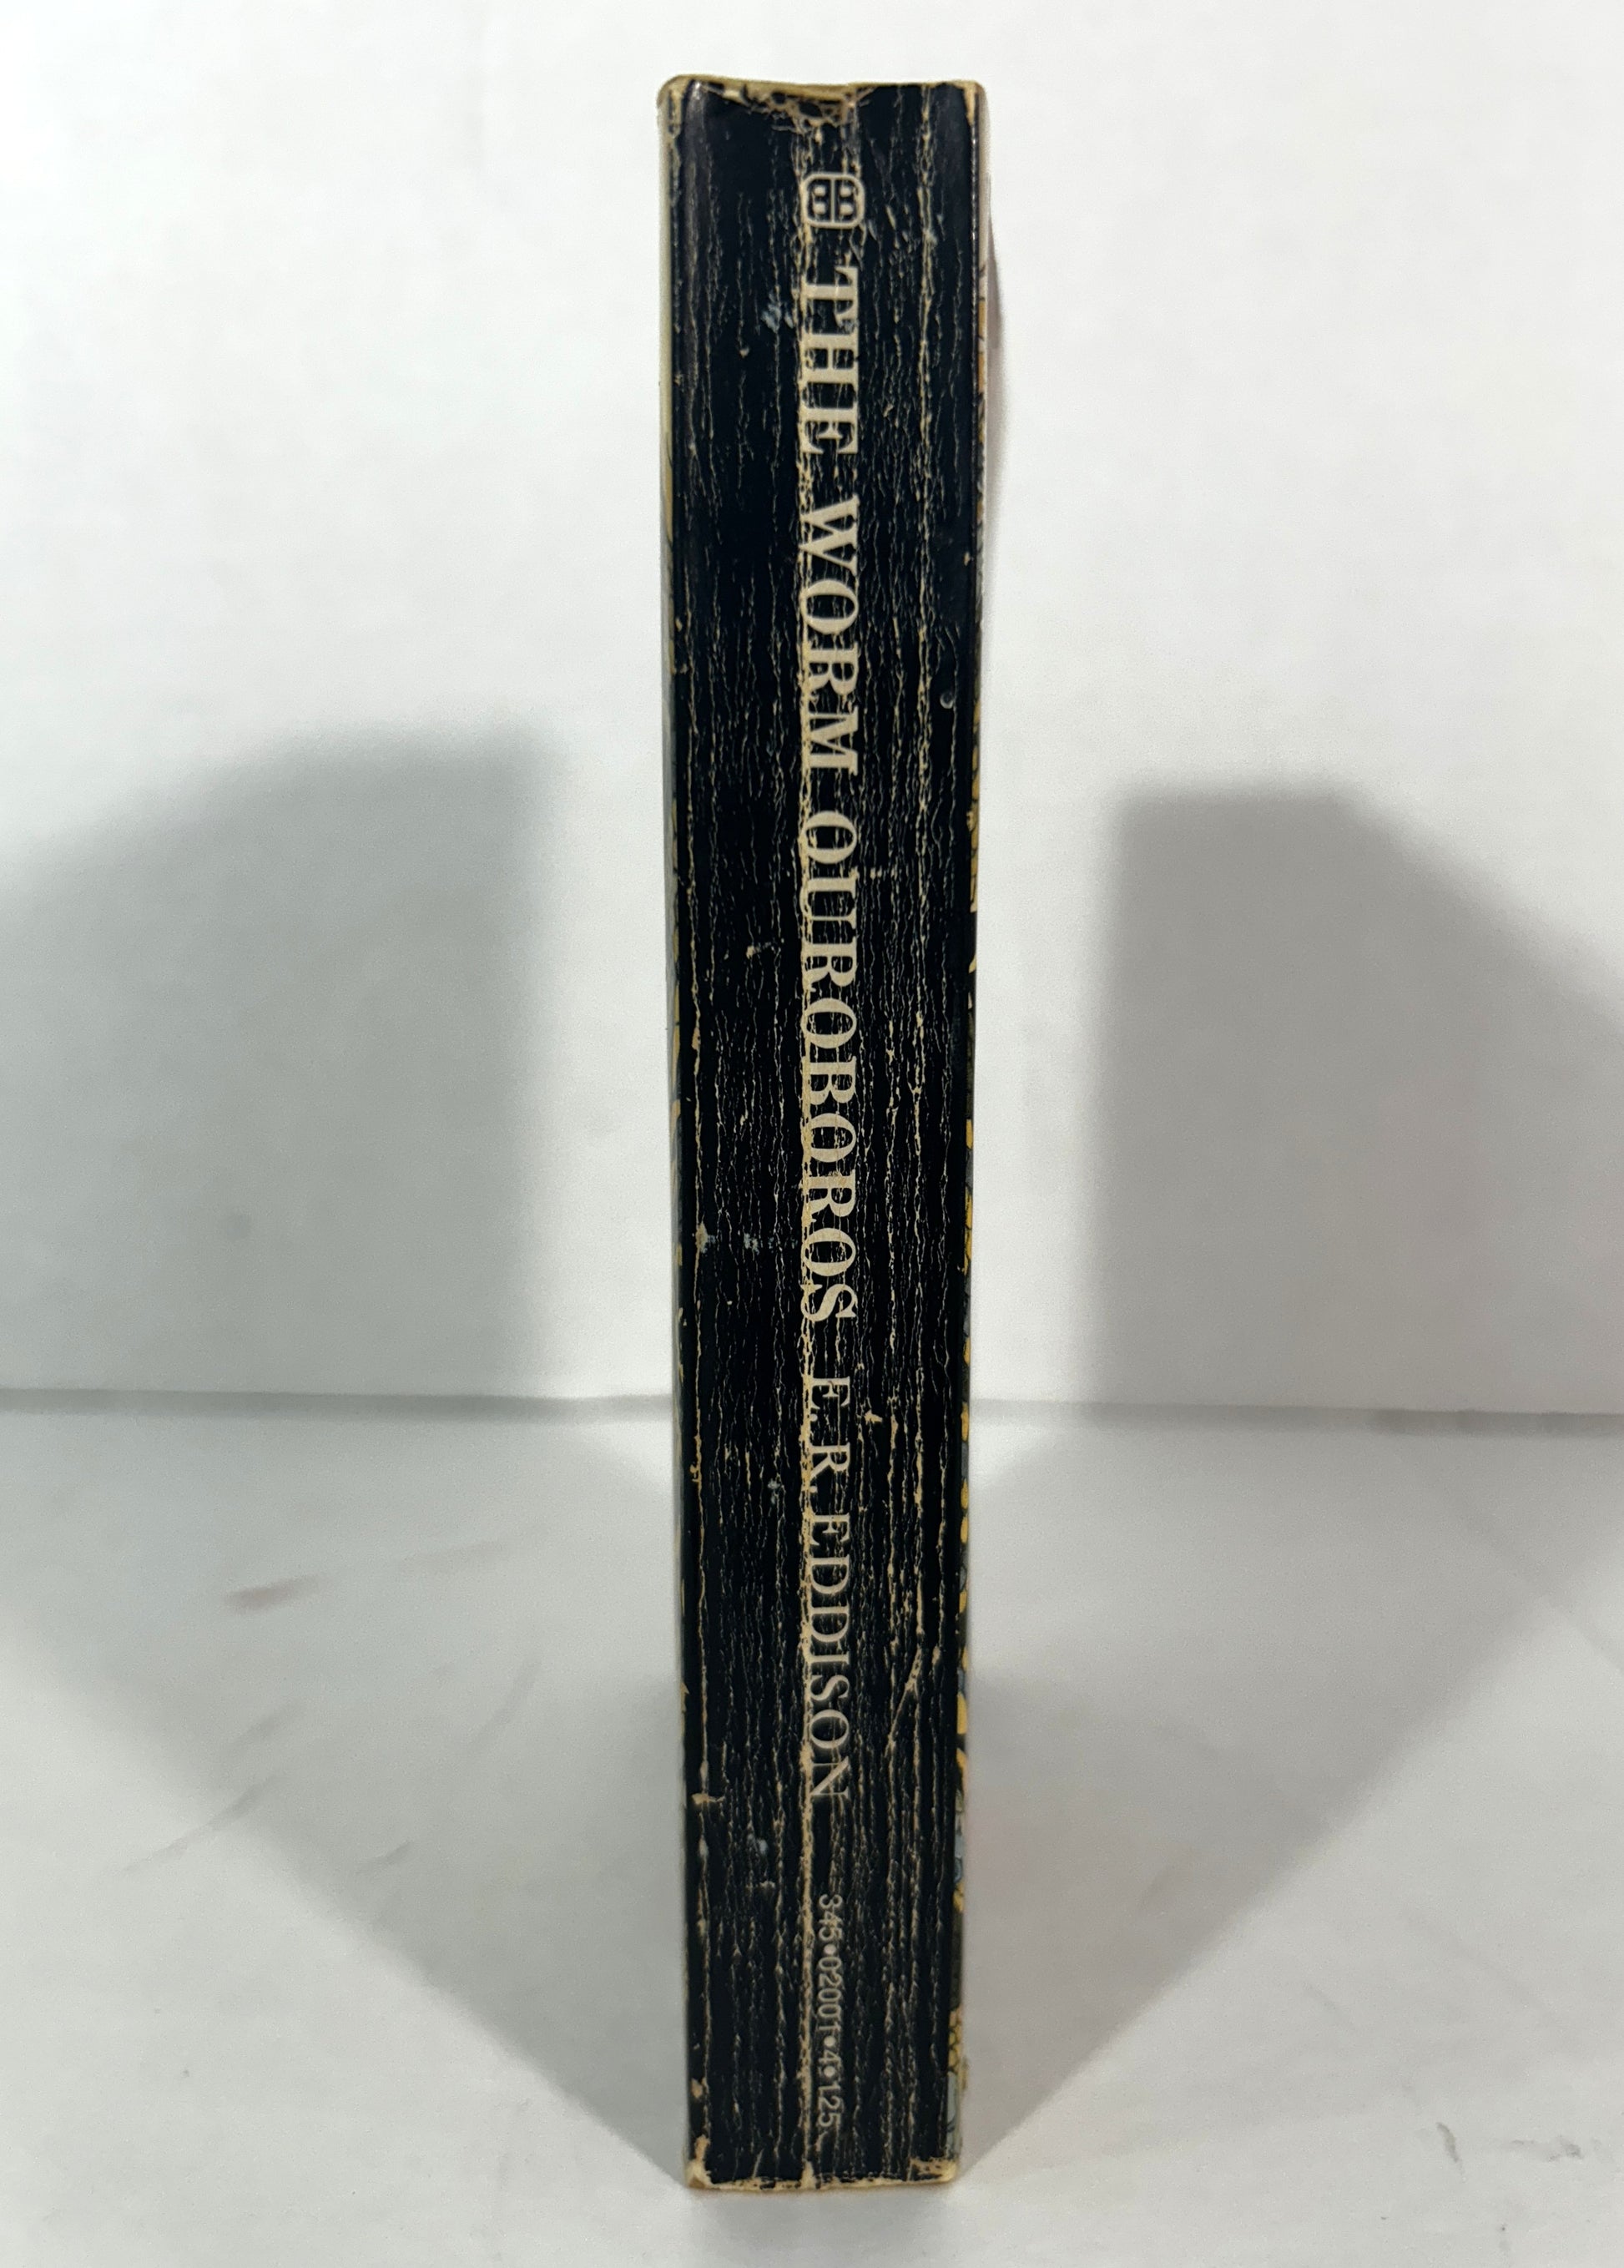 BB THE WORM OUROBOROS E. R. EDDISON 345•02001•4•125